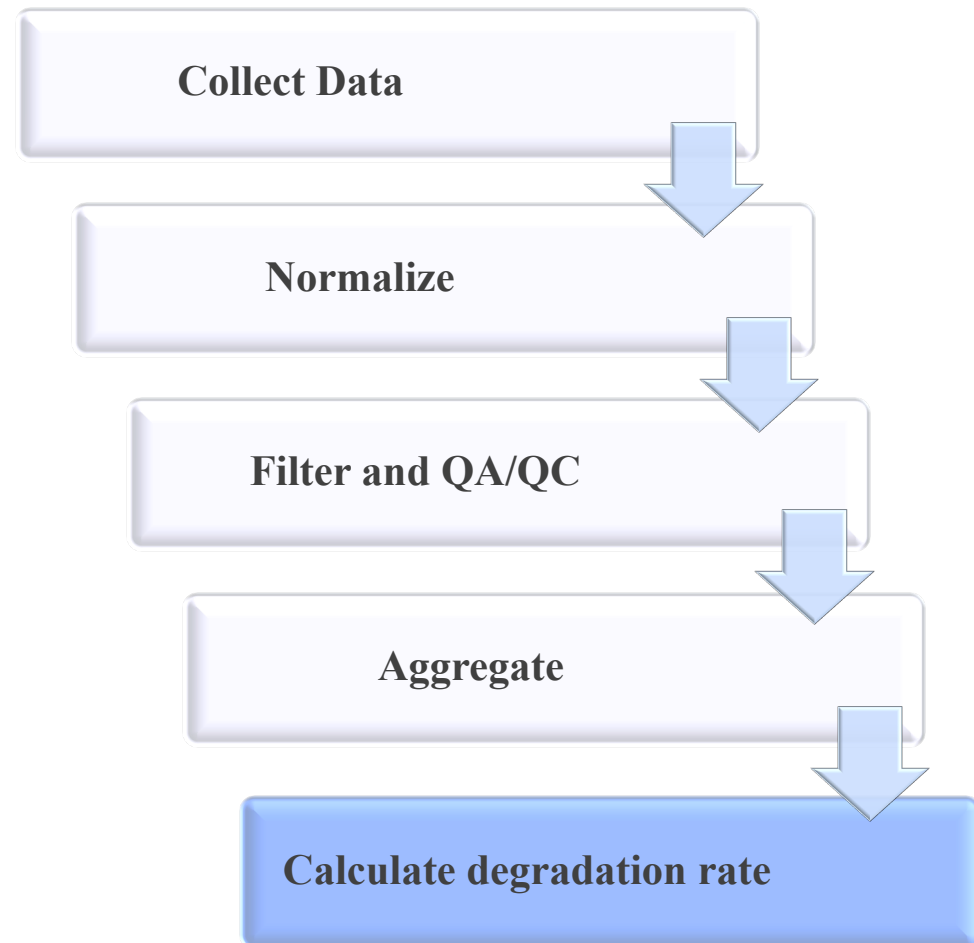 Collect Data
Normalize
Filter and QA/QC
Aggregate
Calculate degradation rate